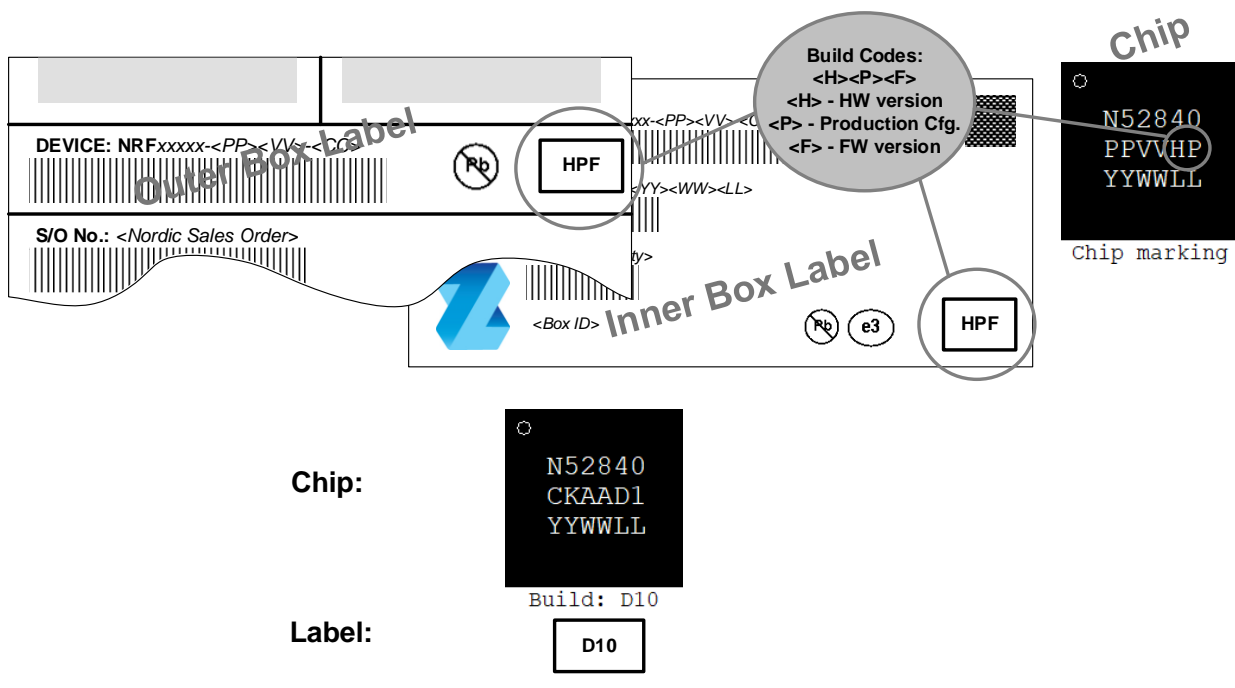 Chip
Build Codes:
<H><P><F>
<H> - HW version
<P> - Production Cfg.
<F> - FW version
N52840
PPVVHP
YYWWLL
Chip marking
DEVICE: NRFxxxxx-<PP><VV>-<CC>
Pb
HPF
Outer Box Label
S/O No.: <Nordic Sales Order>
xx-<PP><VV>-<C
<YY><WW><LL>
ty>
<Box ID>
Inner Box Label
Pb
e3
HPF
Chip:
N52840
CKAAD1
YYWWLL
Build: D10
Label:
D10